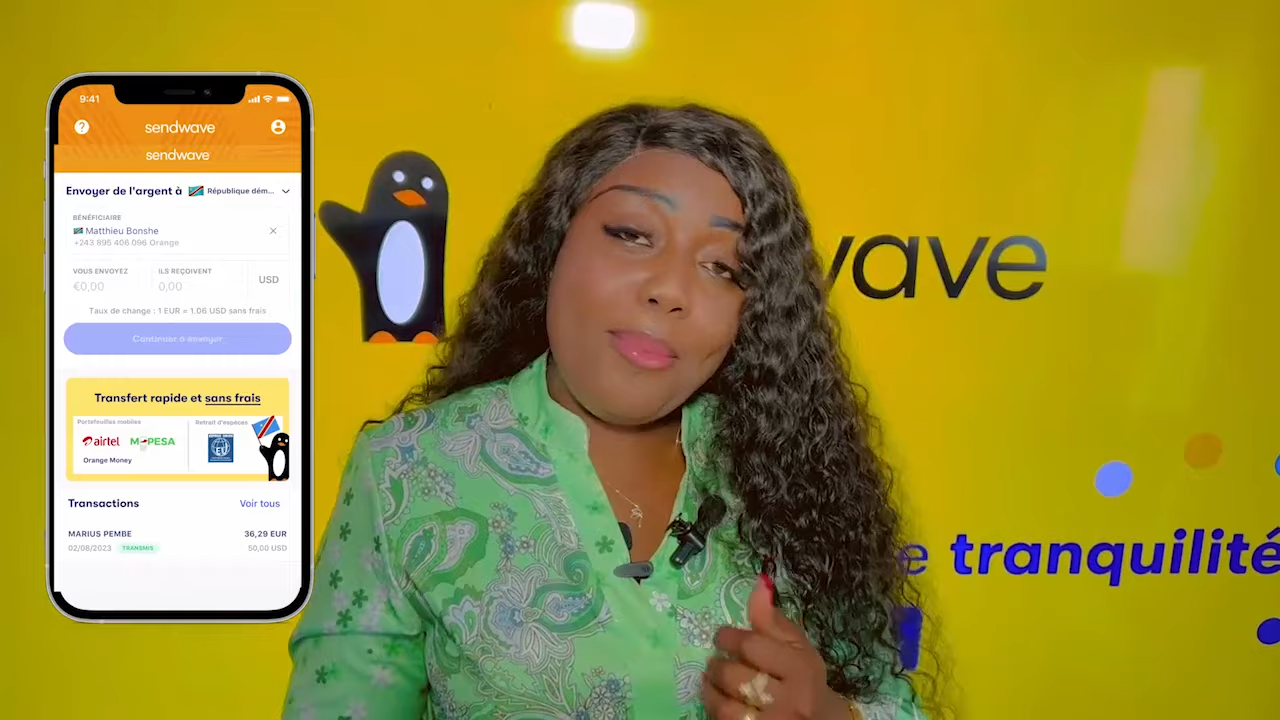 9:41
sendwave
sendwave
Envoyer de l'argent à République dém...
BÉNÉFICIAIRE
Matthieu Bonshe
+243 895 406 096 Orange
VOUS ENVOYEZ ILS REÇOIVENT
€0,00 0,00 USD
Taux de change : 1 EUR = 1.06 USD sans frais
Continuer à envoyer
Transfert rapide et sans frais
Portefeuilles mobiles Retrait d'espèces
airtel M-PESA
Orange Money
Transactions Voir tous
MARIUS PEMBE 36,29 EUR
02/08/2023 TRANSMIS 50,00 USD
wave
e tranquilité